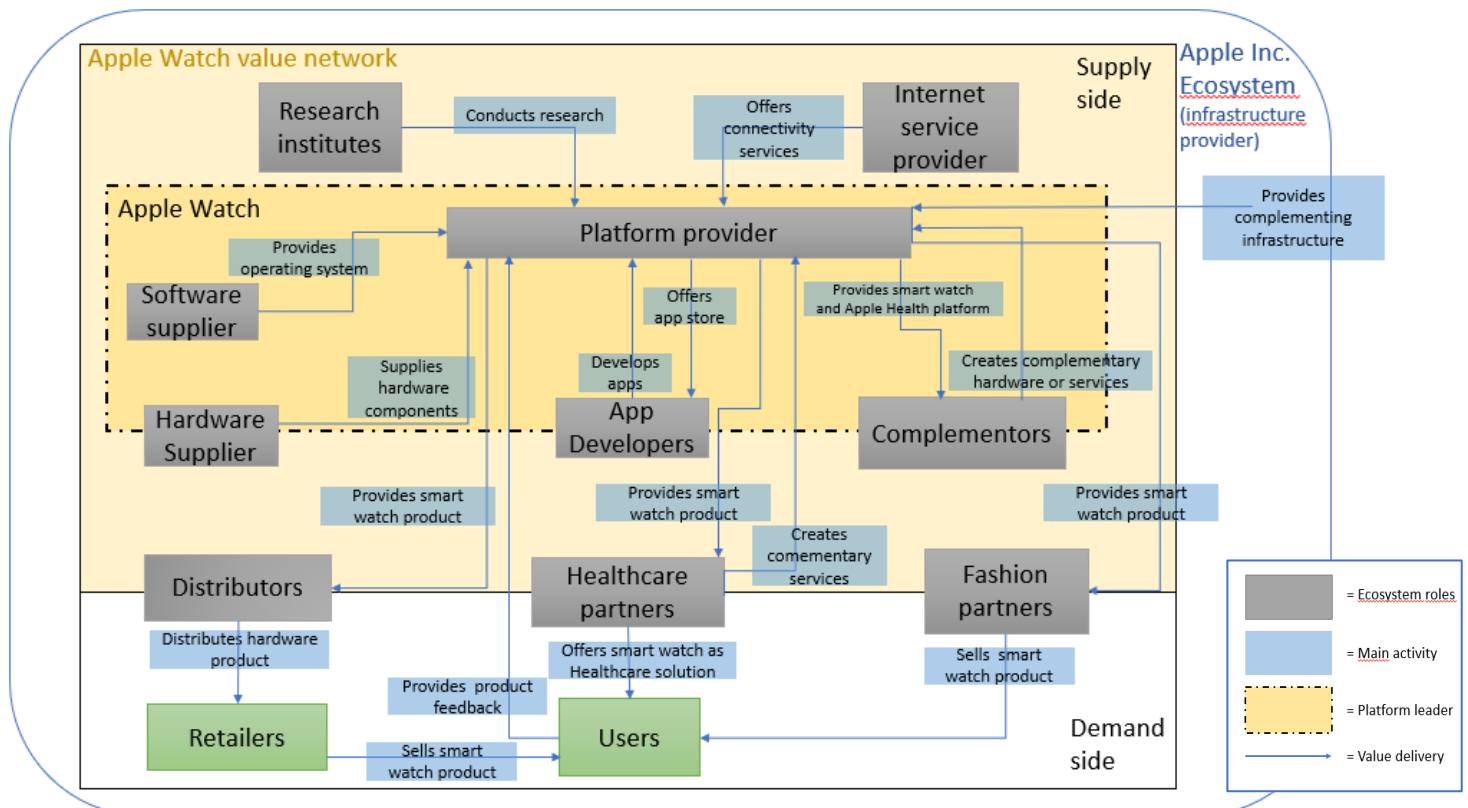 Apple Watch value network
Supply
side
Apple Inc.
Ecosystem
(infrastructure
provider)
Research
institutes
Conducts research
Offers
connectivity
services
Internet
service
provider
Provides
complementing
infrastructure
Apple Watch
Platform provider
Provides
operating system
Software
supplier
Offers
app store
Provides smart watch
and Apple Health platform
Supplies
hardware
components
Develops
apps
Creates complementary
hardware or services
Hardware
Supplier
App
Developers
Complementors
Provides smart
watch product
Provides smart
watch product
Provides smart
watch product
Creates
comementary
services
Distributors
Healthcare
partners
Fashion
partners
= Ecosystem roles
= Main activity
= Platform leader
= Value delivery
Distributes hardware
product
Offers smart watch as
Healthcare solution
Sells smart
watch product
Provides product
feedback
Retailers
Users
Sells smart
watch product
Demand
side